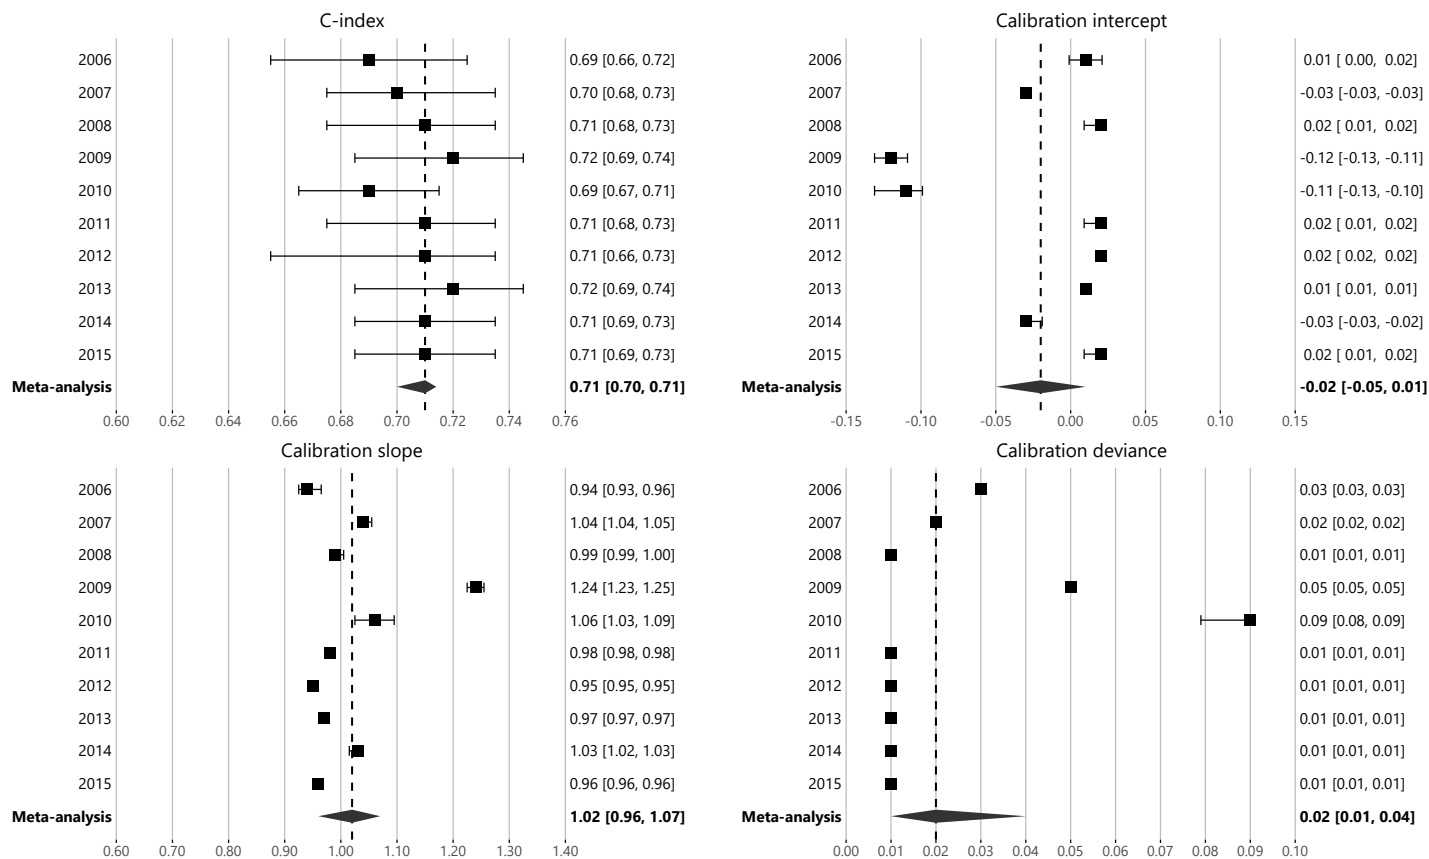 C-index
2006 0.69 [0.66, 0.72]
2007 0.70 [0.68, 0.73]
2008 0.71 [0.68, 0.73]
2009 0.72 [0.69, 0.74]
2010 0.69 [0.67, 0.71]
2011 0.71 [0.68, 0.73]
2012 0.71 [0.66, 0.73]
2013 0.72 [0.69, 0.74]
2014 0.71 [0.69, 0.73]
2015 0.71 [0.69, 0.73]
Meta-analysis 0.71 [0.70, 0.71]
0.60 0.62 0.64 0.66 0.68 0.70 0.72 0.74 0.76
Calibration intercept
2006 0.01 [ 0.00, 0.02]
2007 -0.03 [-0.03, -0.03]
2008 0.02 [ 0.01, 0.02]
2009 -0.12 [-0.13, -0.11]
2010 -0.11 [-0.13, -0.10]
2011 0.02 [ 0.01, 0.02]
2012 0.02 [ 0.02, 0.02]
2013 0.01 [ 0.01, 0.01]
2014 -0.03 [-0.03, -0.02]
2015 0.02 [ 0.01, 0.02]
Meta-analysis -0.02 [-0.05, 0.01]
-0.15 -0.10 -0.05 0.00 0.05 0.10 0.15
Calibration slope
2006 0.94 [0.93, 0.96]
2007 1.04 [1.04, 1.05]
2008 0.99 [0.99, 1.00]
2009 1.24 [1.23, 1.25]
2010 1.06 [1.03, 1.09]
2011 0.98 [0.98, 0.98]
2012 0.95 [0.95, 0.95]
2013 0.97 [0.97, 0.97]
2014 1.03 [1.02, 1.03]
2015 0.96 [0.96, 0.96]
Meta-analysis 1.02 [0.96, 1.07]
0.60 0.70 0.80 0.90 1.00 1.10 1.20 1.30 1.40
Calibration deviance
2006 0.03 [0.03, 0.03]
2007 0.02 [0.02, 0.02]
2008 0.01 [0.01, 0.01]
2009 0.05 [0.05, 0.05]
2010 0.09 [0.08, 0.09]
2011 0.01 [0.01, 0.01]
2012 0.01 [0.01, 0.01]
2013 0.01 [0.01, 0.01]
2014 0.01 [0.01, 0.01]
2015 0.01 [0.01, 0.01]
Meta-analysis 0.02 [0.01, 0.04]
0.00 0.01 0.02 0.03 0.04 0.05 0.06 0.07 0.08 0.09 0.10